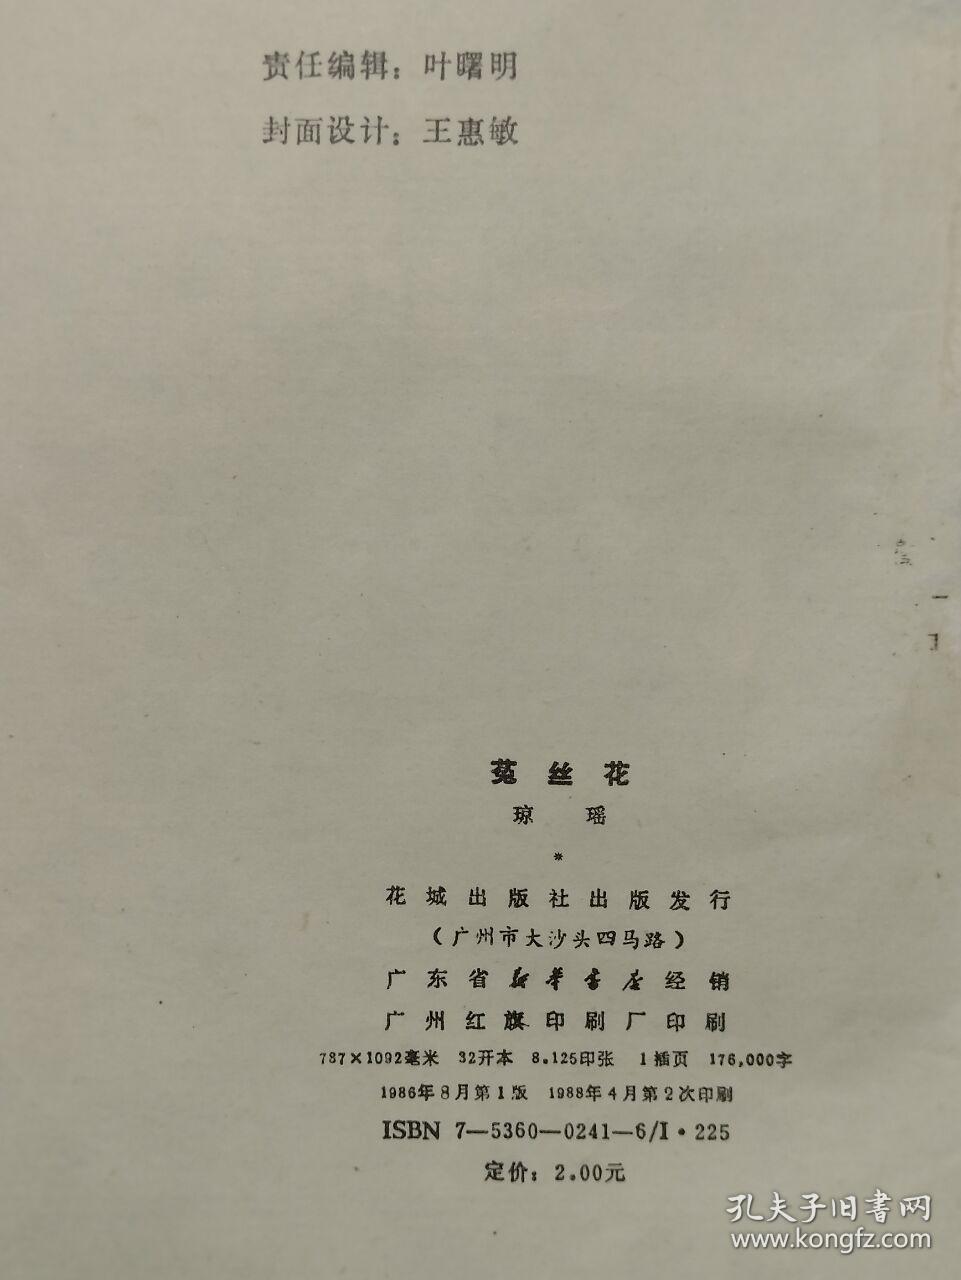 责任编辑：叶曙明
封面设计：王惠敏
菟丝花
琼瑶
*
花城出版社出版发行
（广州市大沙头四马路）
广东省新华书店经销
广州红旗印刷厂印刷
787×1092毫米 32开本 8.125印张 1插页 176,000字
1986年8月第1版 1988年4月第2次印刷
ISBN 7—5360—0241—6/I·225
定价：2.00元
孔夫子旧书网
www.kongfz.com